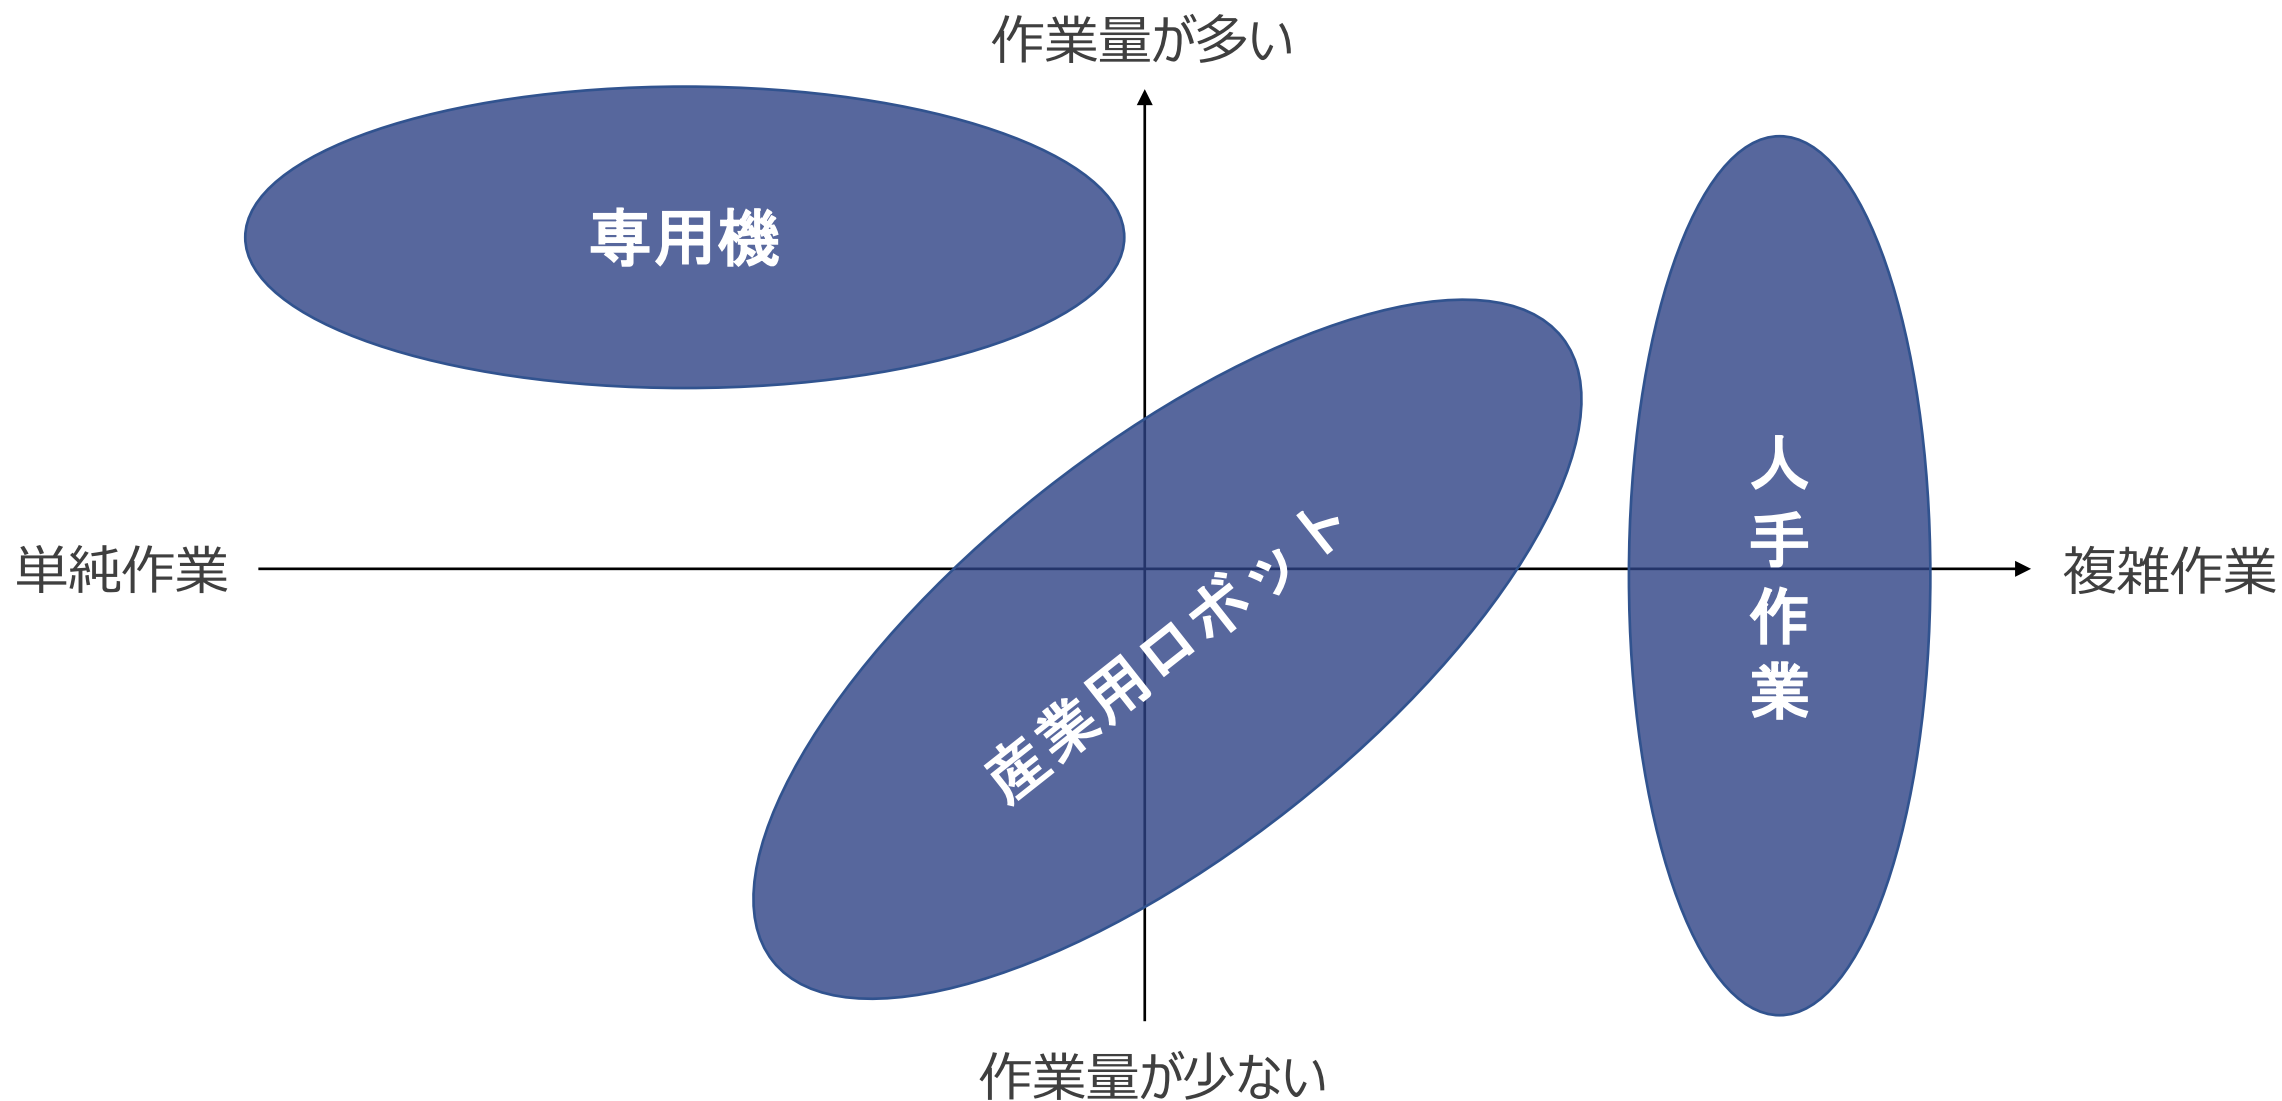 作業量が多い
専用機
産業用ロボット
人手作業
単純作業
複雑作業
作業量が少ない